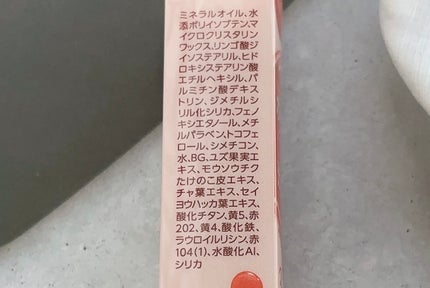 ミネラルオイル、水
添ポリイソブテン、マ
イクロクリスタリン
ワックス、リンゴ酸ジ
イソステアリル、ヒド
ロキシステアリン酸
エチルヘキシル、パ
ルミチン酸デキス
トリン、ジメチルシ
リル化シリカ、フェノ
キシエタノール、メチ
ルパラベン、トコフェ
ロール、シメチコン、
水、BG、ユズ果実エ
キス、モウソウチク
たけのこ皮エキス、
チャ葉エキス、セイ
ヨウハッカ葉エキス、
酸化チタン、黄5、赤
202、黄4、酸化鉄、
ラウロイルリシン、赤
104(1)、水酸化Al、
シリカ